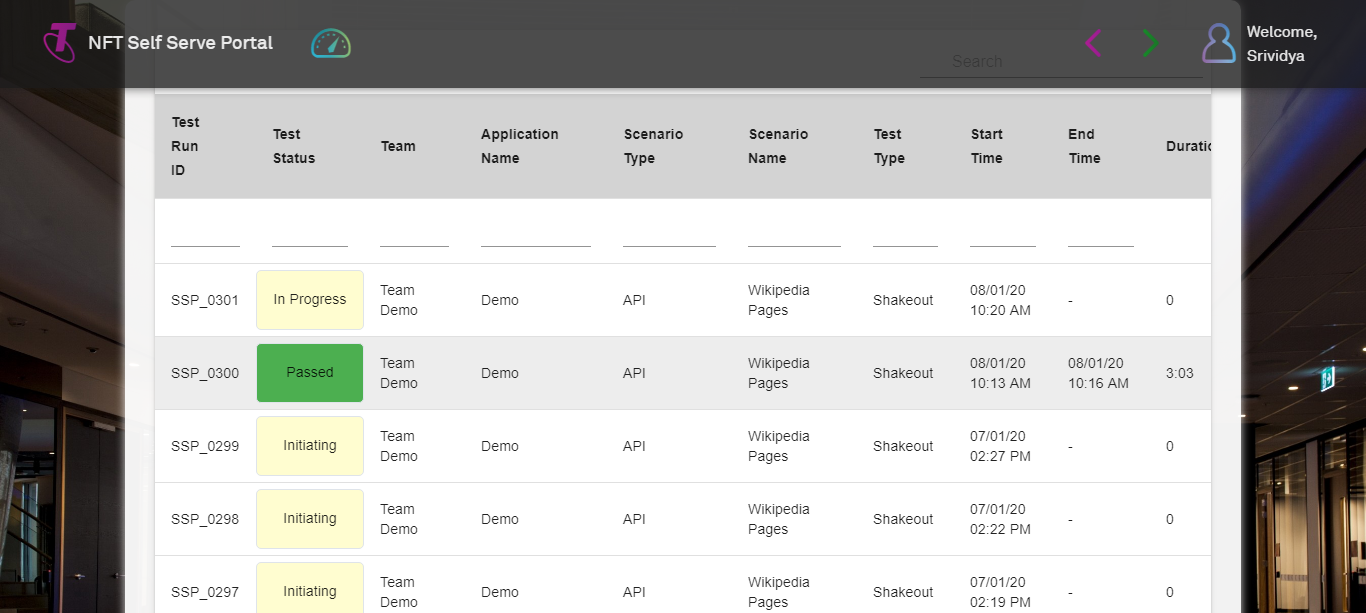 NFT Self Serve Portal
Welcome,
Srividya
Search
Test
Run
ID
Test
Status
Team
Application
Name
Scenario
Type
Scenario
Name
Test
Type
Start
Time
End
Time
Duratio
SSP_0301
In Progress
Team
Demo
Demo
API
Wikipedia
Pages
Shakeout
08/01/20
10:20 AM
-
0
SSP_0300
Passed
Team
Demo
Demo
API
Wikipedia
Pages
Shakeout
08/01/20
10:13 AM
08/01/20
10:16 AM
3:03
SSP_0299
Initiating
Team
Demo
Demo
API
Wikipedia
Pages
Shakeout
07/01/20
02:27 PM
-
0
SSP_0298
Initiating
Team
Demo
Demo
API
Wikipedia
Pages
Shakeout
07/01/20
02:22 PM
-
0
SSP_0297
Initiating
Team
Demo
Demo
API
Wikipedia
Pages
Shakeout
07/01/20
02:19 PM
-
0